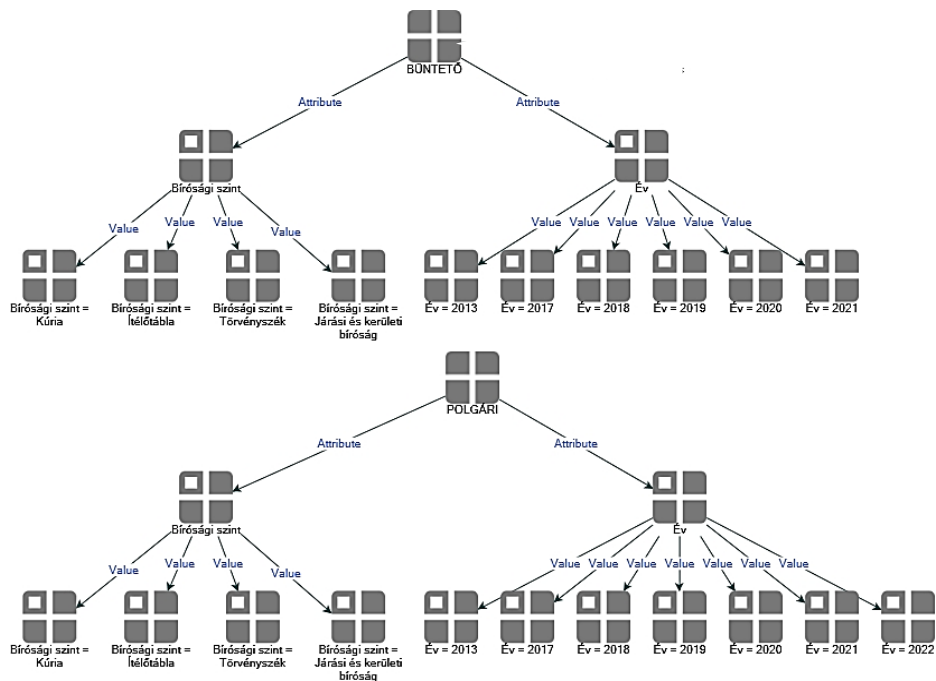 BÜNTETŐ
Attribute
Attribute
Bírósági szint
Év
Value
Value
Value
Value
Value
Value
Value
Value
Value
Value
Bírósági szint =
Kúria
Bírósági szint =
Ítélőtábla
Bírósági szint =
Törvényszék
Bírósági szint =
Járási és kerületi
bíróság
Év = 2013
Év = 2017
Év = 2018
Év = 2019
Év = 2020
Év = 2021
POLGÁRI
Attribute
Attribute
Bírósági szint
Év
Value
Value
Value
Value
Value
Value
Value
Value
Value
Value
Value
Bírósági szint =
Kúria
Bírósági szint =
Ítélőtábla
Bírósági szint =
Törvényszék
Bírósági szint =
Járási és kerületi
bíróság
Év = 2013
Év = 2017
Év = 2018
Év = 2019
Év = 2020
Év = 2021
Év = 2022